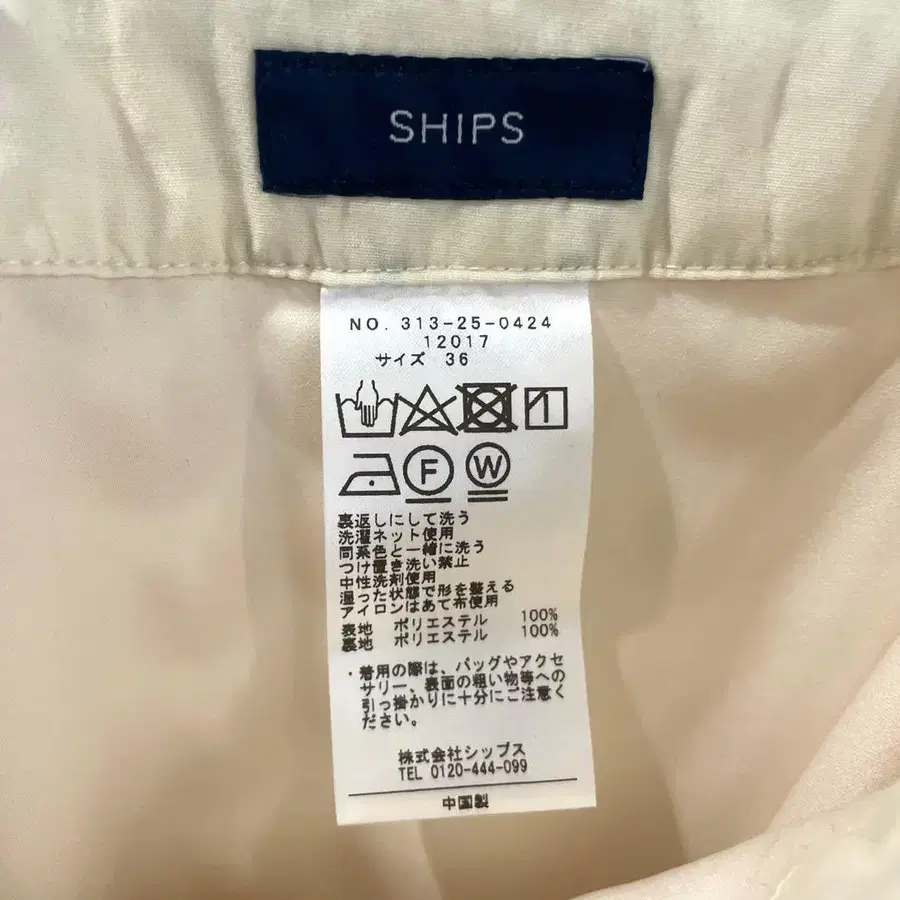 SHIPS
NO. 313-25-0424
12017
サイズ 36
F W
裏返しにして洗う
洗濯ネット使用
同系色と一緒に洗う
つけ置き洗い禁止
中性洗剤使用
湿った状態で形を整える
アイロンはあて布使用
表地 ポリエステル 100%
裏地 ポリエステル 100%
・着用の際は、バッグやアクセ
サリー、表面の粗い物等への
引っ掛かりに十分にご注意く
ださい。
株式会社シップス
TEL 0120-444-099
中国製